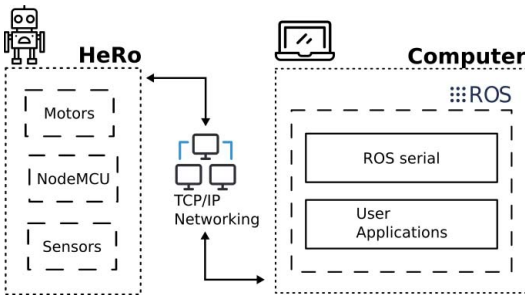 HeRo
Motors
NodeMCU
Sensors
TCP/IP
Networking
Computer
ROS
ROS serial
User
Applications